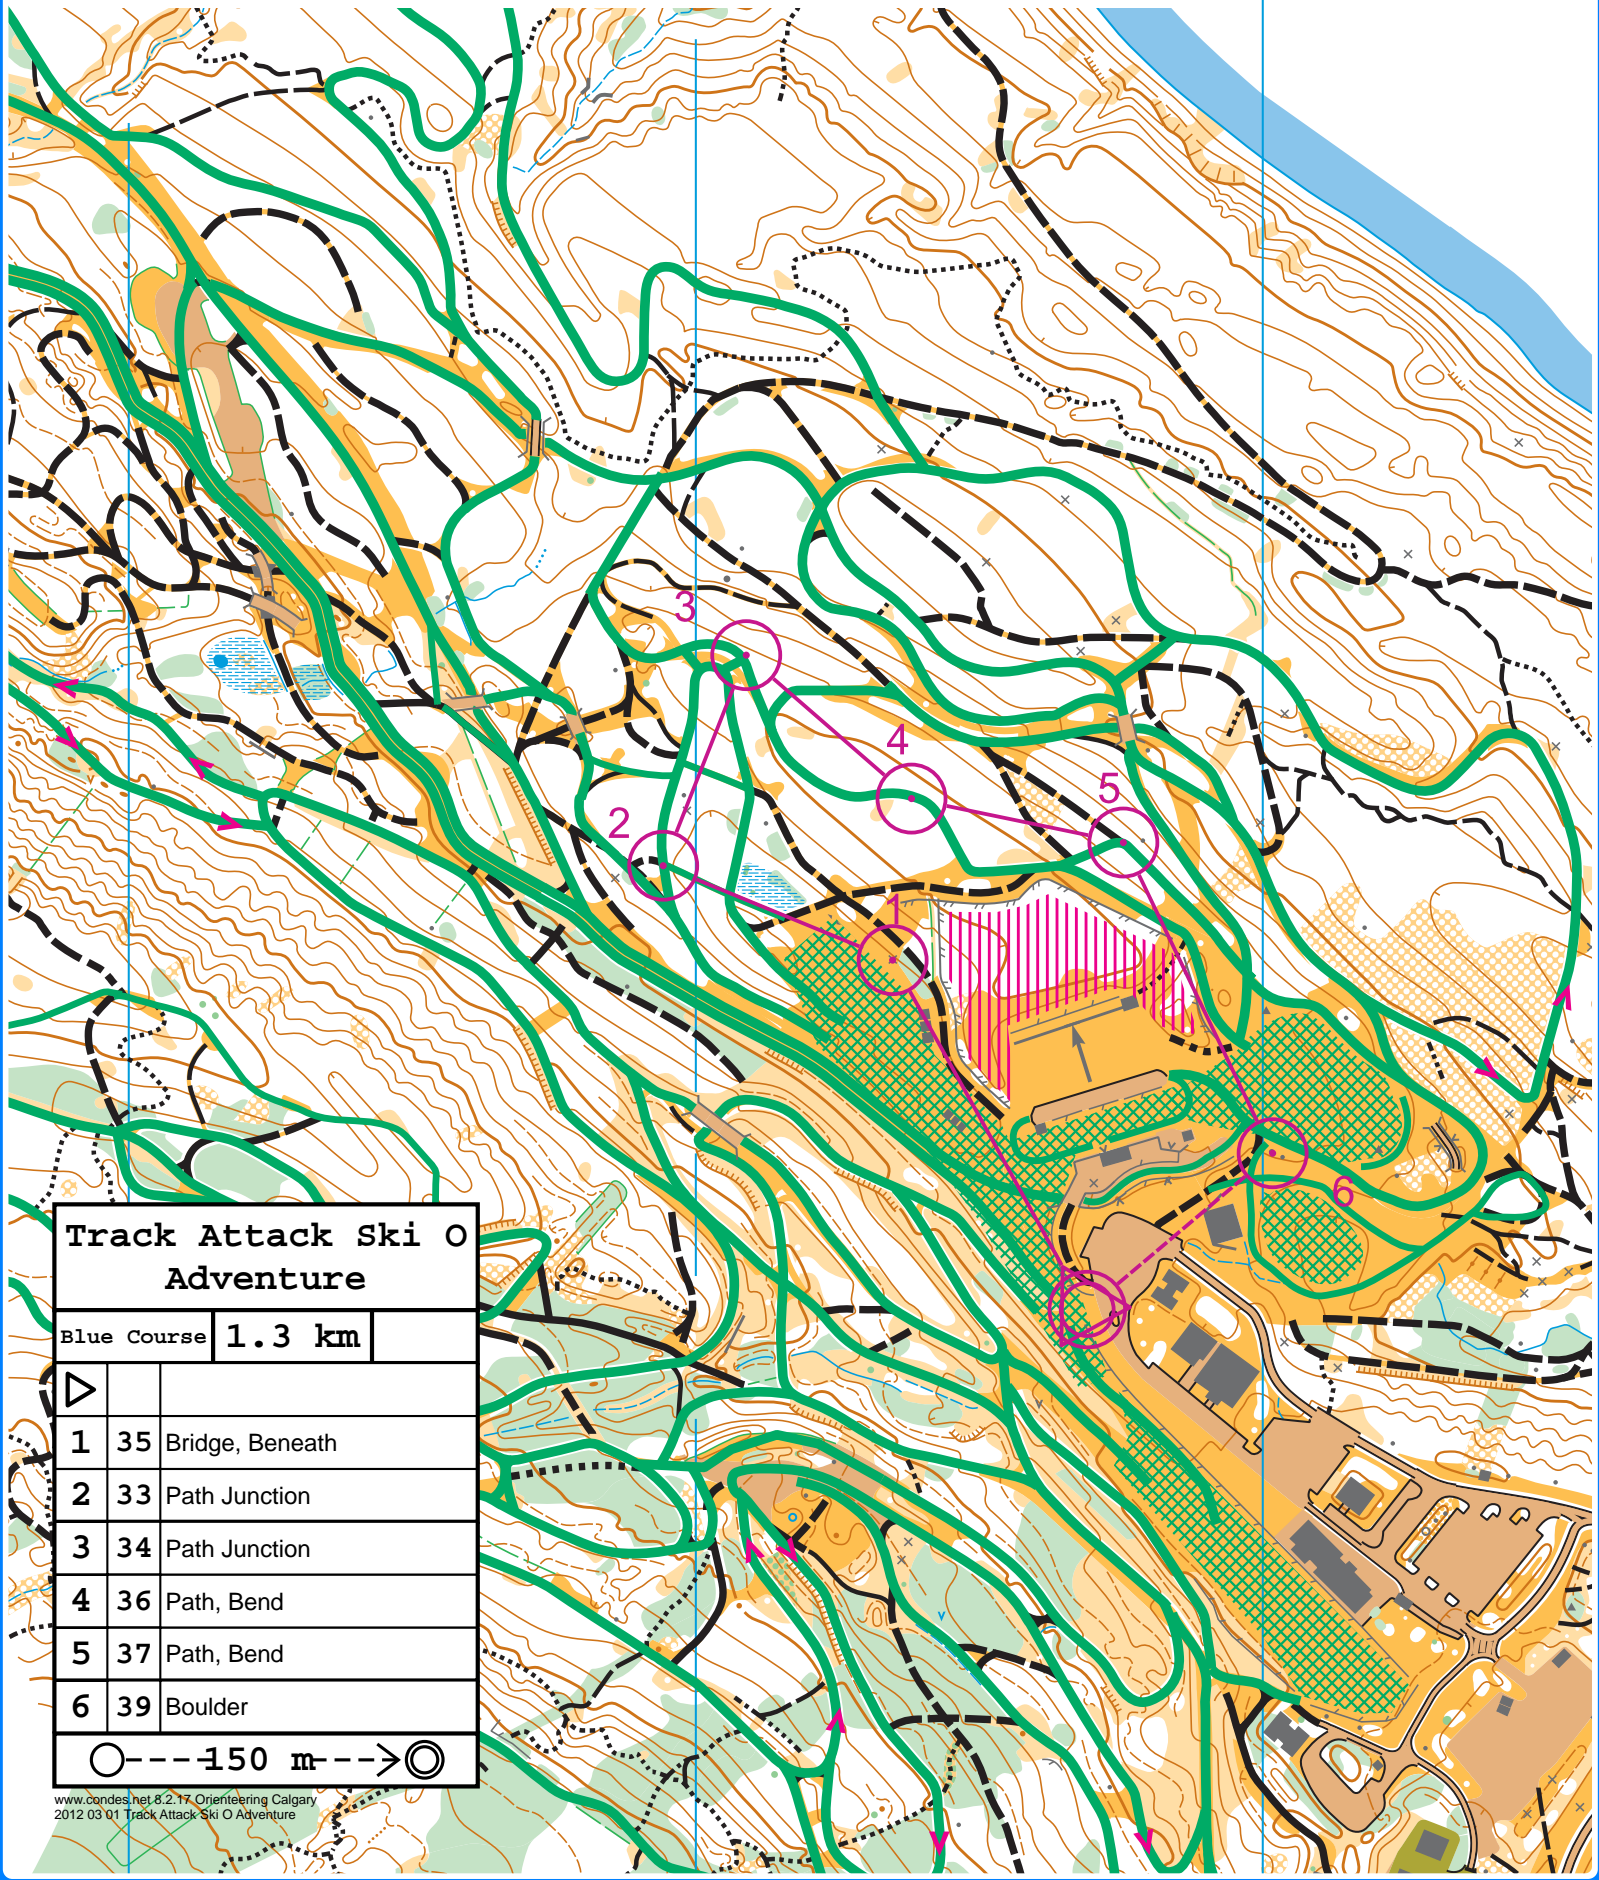 3
4
5
2
1
6
Track Attack Ski O
Adventure
Blue Course 1.3 km
1 35 Bridge, Beneath
2 33 Path Junction
3 34 Path Junction
4 36 Path, Bend
5 37 Path, Bend
6 39 Boulder
150 m
www.condes.net 8.2.17 Orienteering Calgary
2012 03 01 Track Attack Ski O Adventure